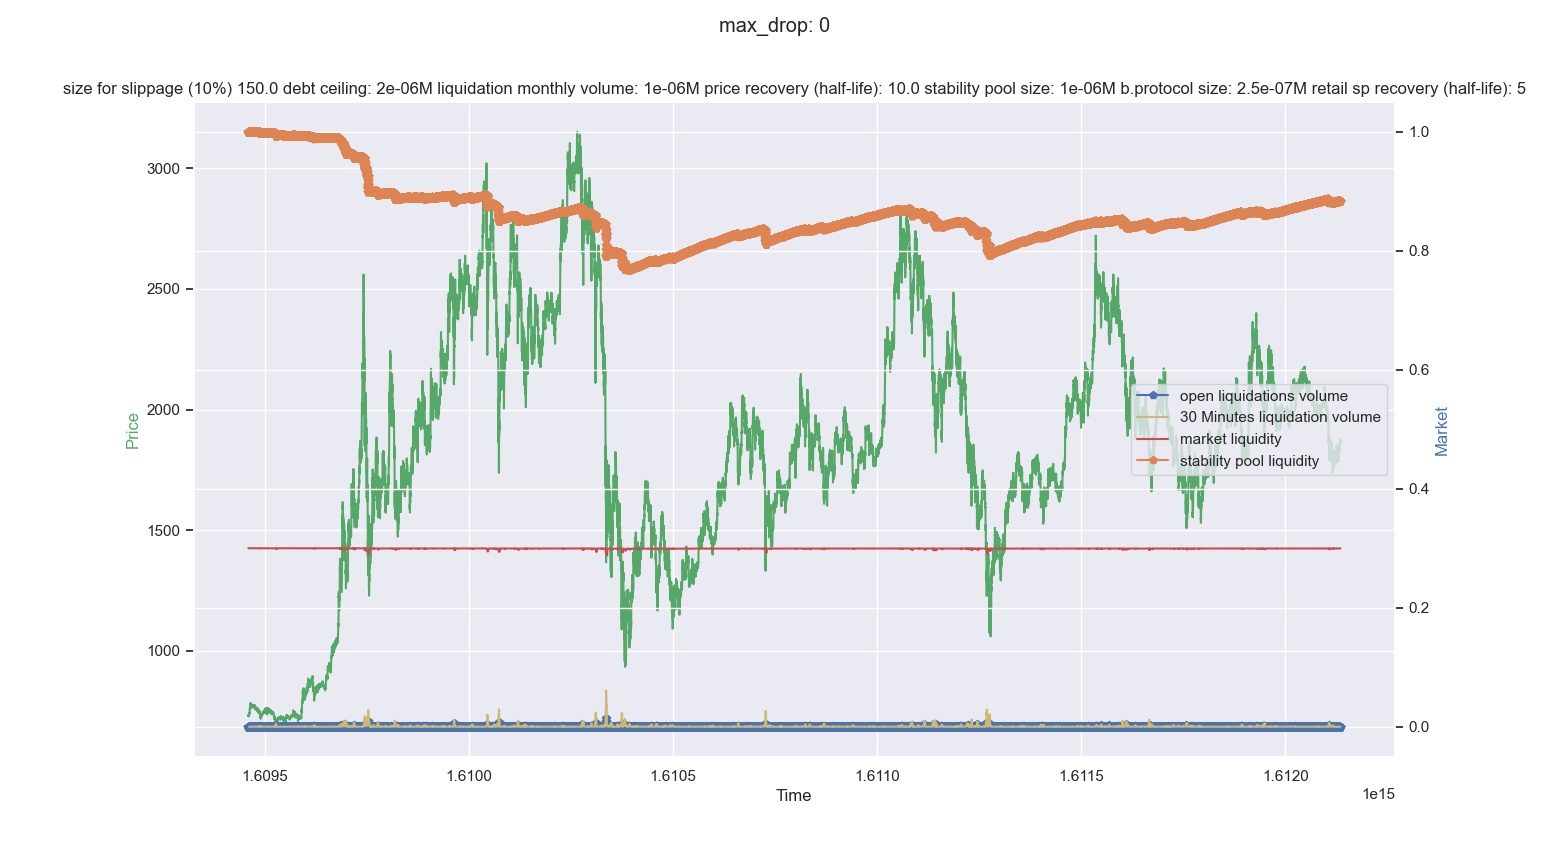 max_drop: 0
size for slippage (10%) 150.0 debt ceiling: 2e-06M liquidation monthly volume: 1e-06M price recovery (half-life): 10.0 stability pool size: 1e-06M b.protocol size: 2.5e-07M retail sp recovery (half-life): 5
3000
2500
2000
1500
1000
Price
1.0
0.8
0.6
0.4
0.2
0.0
Market
open liquidations volume
30 Minutes liquidation volume
market liquidity
stability pool liquidity
1.6095 1.6100 1.6105 1.6110 1.6115 1.6120
Time
1e15